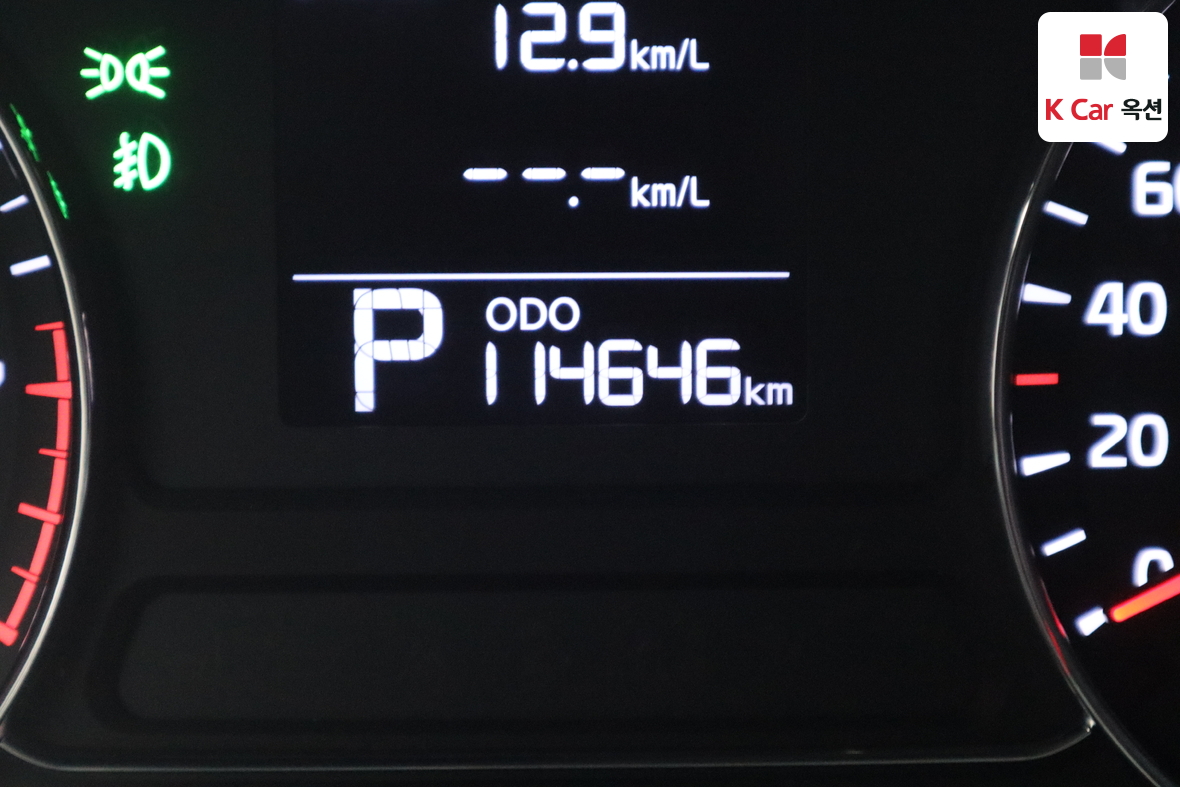 12.9km/L
K Car 옥션
--.-km/L
60
P ODO
114646km
40
20
0